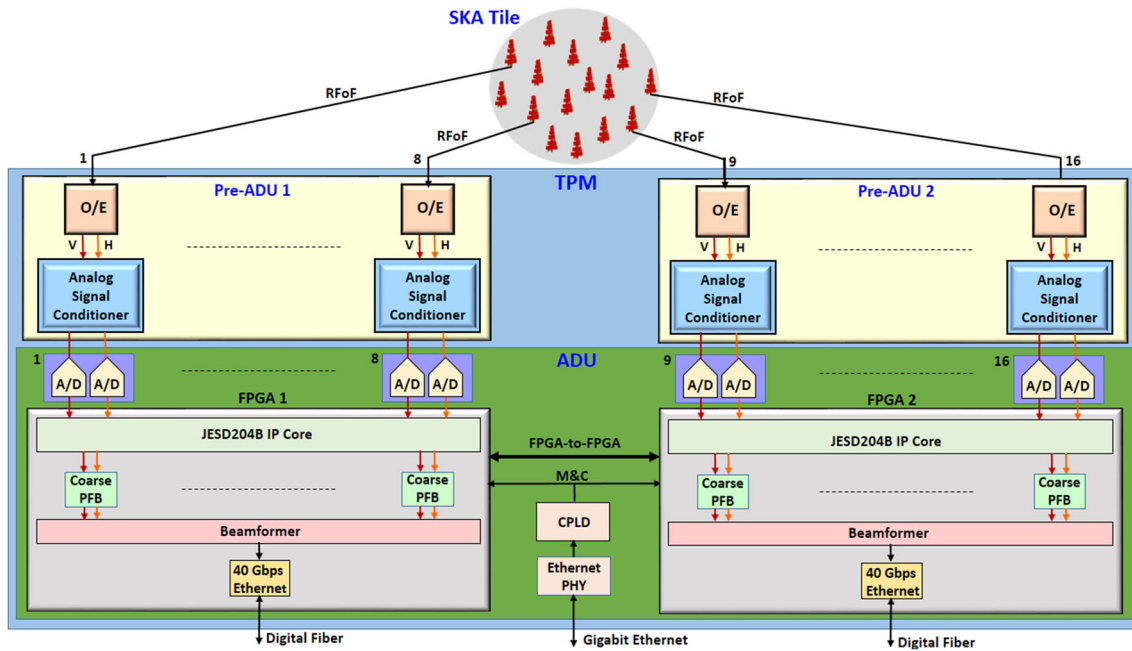 SKA Tile
RFoF
RFoF
RFoF
RFoF
1
8
9
16
TPM
Pre-ADU 1
O/E
V
H
Analog
Signal
Conditioner
O/E
V
H
Analog
Signal
Conditioner
Pre-ADU 2
O/E
V
H
Analog
Signal
Conditioner
O/E
V
H
Analog
Signal
Conditioner
ADU
1
A/D
A/D
8
A/D
A/D
9
A/D
A/D
16
A/D
A/D
FPGA 1
JESD204B IP Core
Coarse
PFB
Coarse
PFB
Beamformer
40 Gbps
Ethernet
FPGA-to-FPGA
M&C
CPLD
Ethernet
PHY
FPGA 2
JESD204B IP Core
Coarse
PFB
Coarse
PFB
Beamformer
40 Gbps
Ethernet
Digital Fiber
Gigabit Ethernet
Digital Fiber